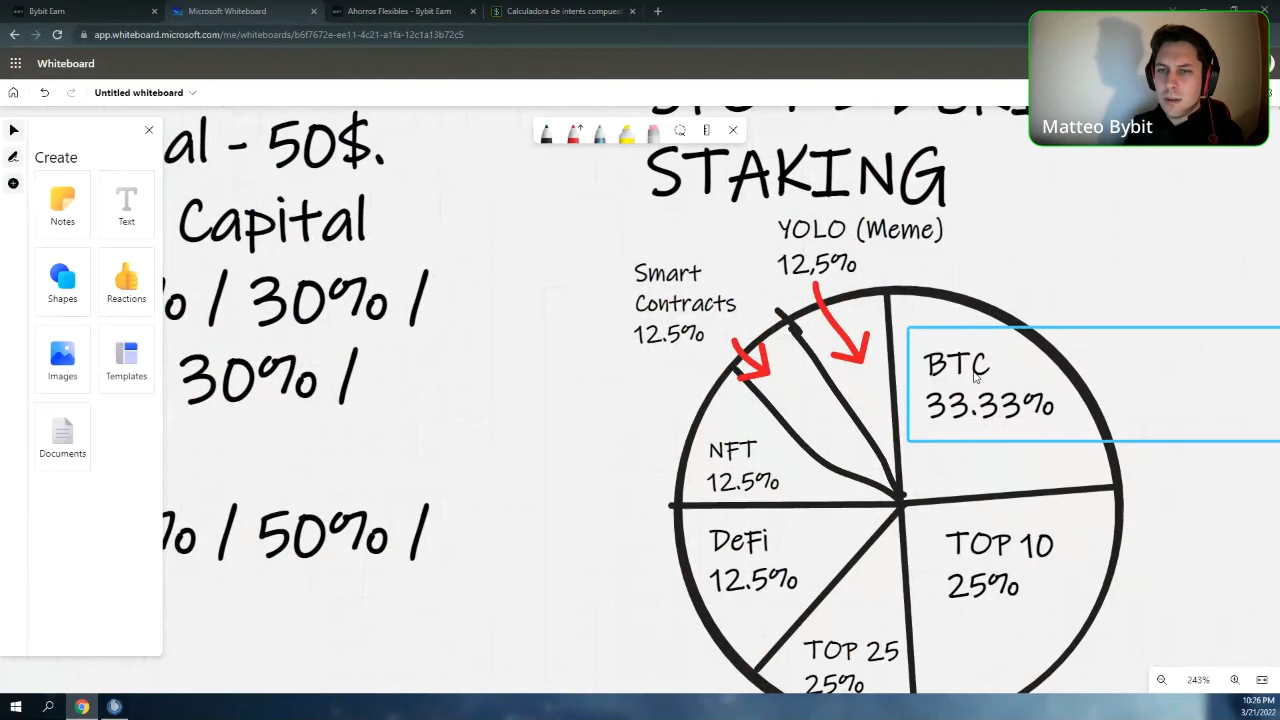 Bybit Earn
Microsoft Whiteboard
Ahorros Flexibles - Bybit Earn
Calculadora de interés compues
app.whiteboard.microsoft.com/me/whiteboards/b6f7672e-ee11-4c21-a1fa-12c1a13b72c5
Whiteboard
Untitled whiteboard
Matteo Bybit
Create
Notes
Text
Shapes
Reactions
Images
Templates
Documents
al - 50$.
Capital
/ 30% /
30% /
% / 50% /
STAKING
YOLO (Meme)
12,5%
Smart
Contracts
12.5%
BTC
33.33%
NFT
12.5%
DeFi
12.5%
TOP 10
25%
TOP 25
25%
243%
10:26 PM
3/21/2022